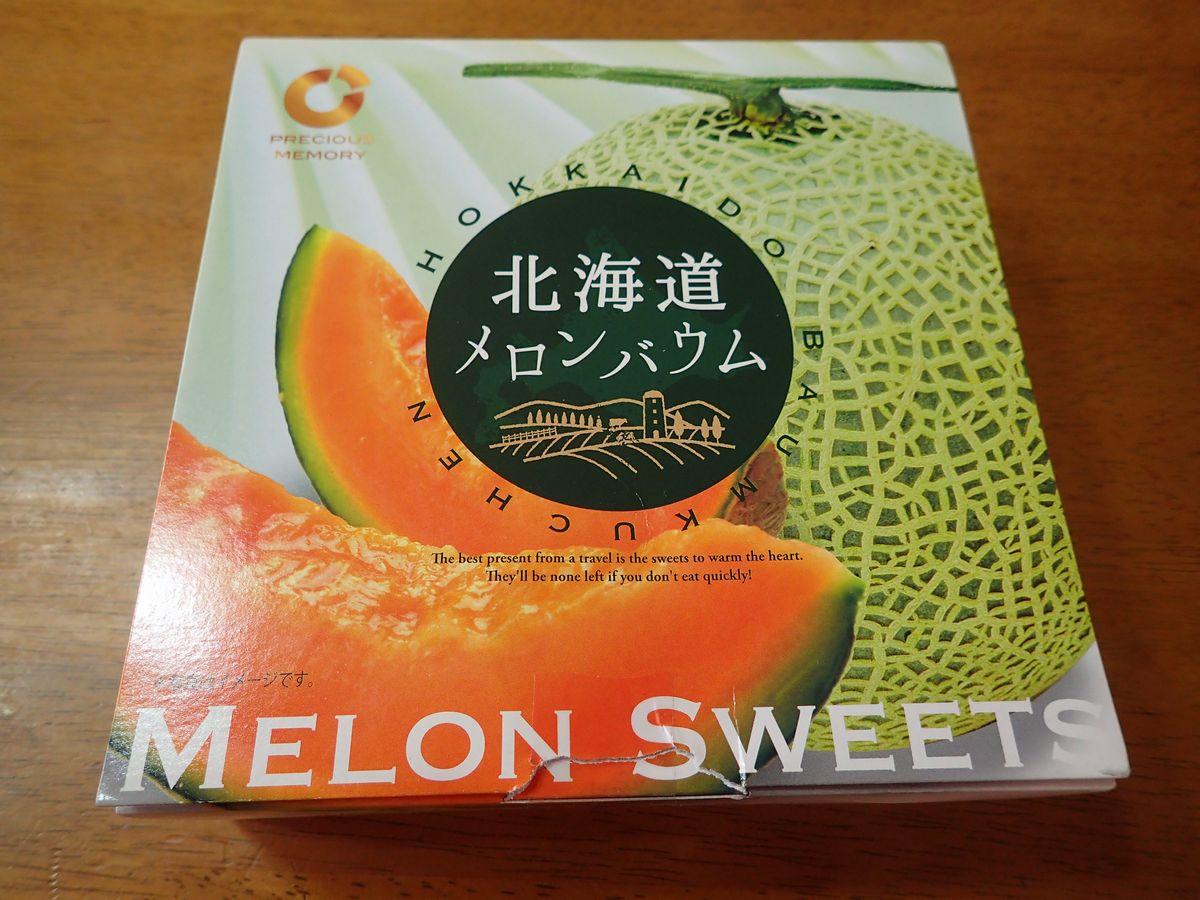 PRECIOUS
MEMORY
HOKKAIDO BAUMKUCHEN
北海道
メロンバウム
The best present from a travel is the sweets to warm the heart.
They'll be none left if you don't eat quickly!
イメージです。
MELON SWEETS